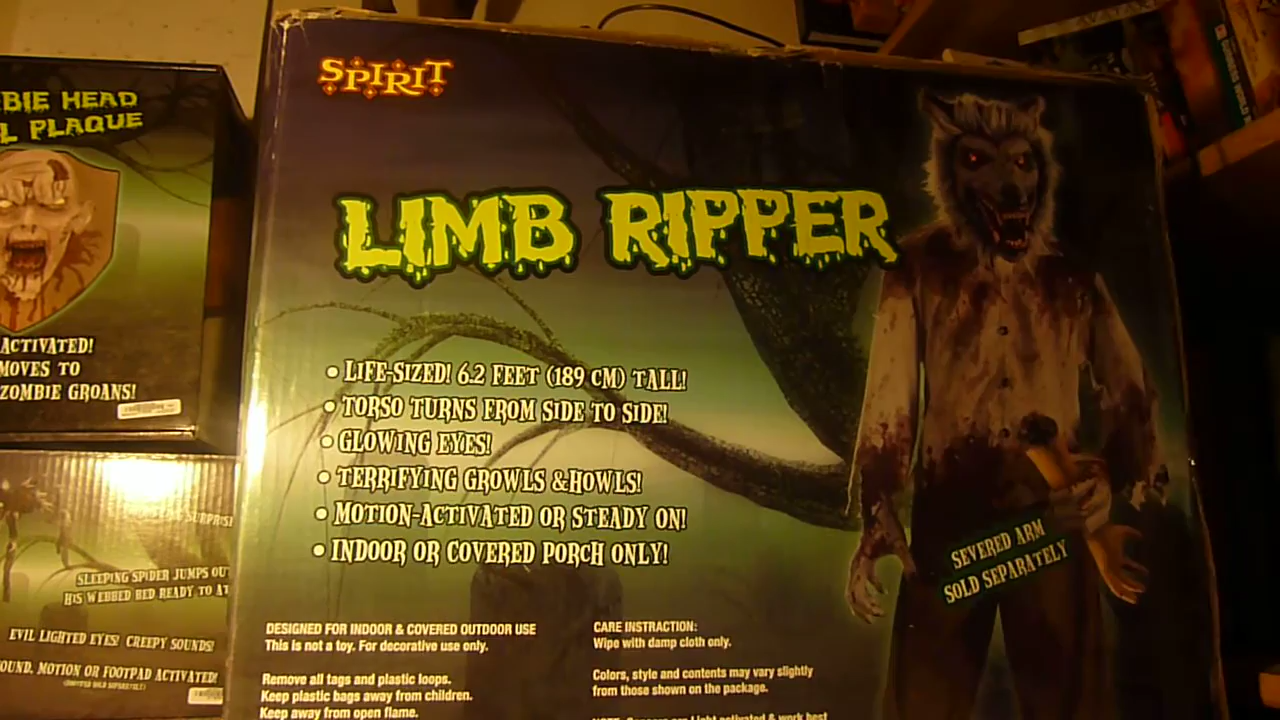 SPIRIT
LIMB RIPPER
• LIFE-SIZED! 6.2 FEET (189 CM) TALL!
• TORSO TURNS FROM SIDE TO SIDE!
• GLOWING EYES!
• TERRIFYING GROWLS &HOWLS!
• MOTION-ACTIVATED OR STEADY ON!
• INDOOR OR COVERED PORCH ONLY!
SEVERED ARM
SOLD SEPARATELY
DESIGNED FOR INDOOR & COVERED OUTDOOR USE
This is not a toy. For decorative use only.
Remove all tags and plastic loops.
Keep plastic bags away from children.
Keep away from open flame.
CARE INSTRACTION:
Wipe with damp cloth only.
Colors, style and contents may vary slightly
from those shown on the package.
BIE HEAD
L PLAQUE
ACTIVATED!
MOVES TO
ZOMBIE GROANS!
SURPRIS
SLEEPING SPIDER JUMPS OU
HIS WEBBED BED READY TO AT
EVIL LIGHTED EYES! CREEPY SOUNDS!
OUND, MOTION OR FOOTPAD ACTIVATED!